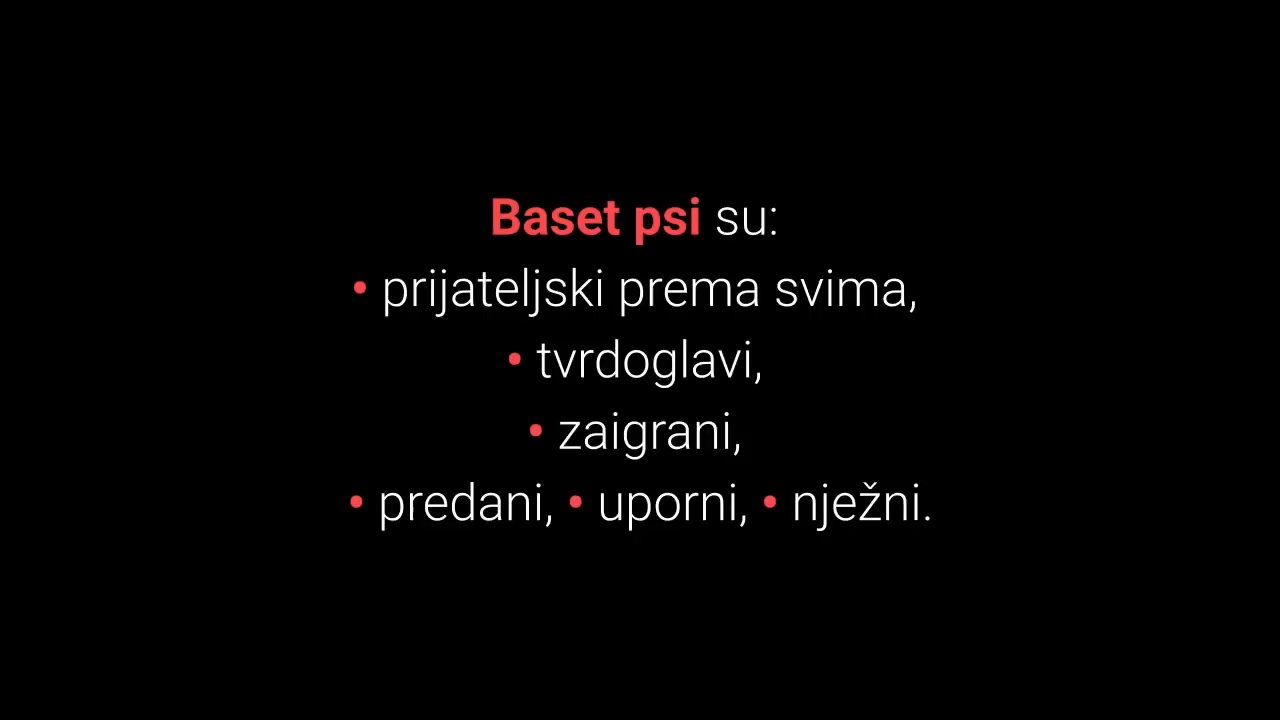 Baset psi su:
• prijateljski prema svima,
• tvrdoglavi,
• zaigrani,
• predani, • uporni, • nježni.